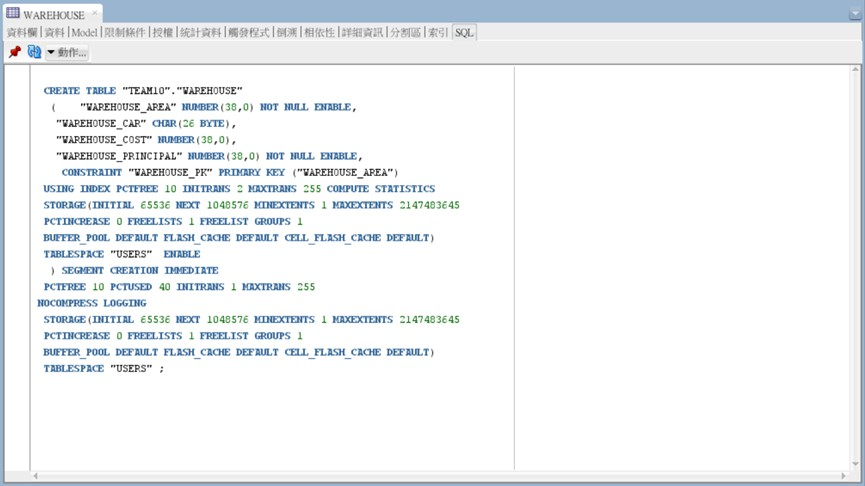 WAREHOUSE
資料欄 資料 Model 限制條件 授權 統計資料 觸發程式 倒溯 相依性 詳細資訊 分割區 索引 SQL
動作...
CREATE TABLE "TEAM10"."WAREHOUSE"
( "WAREHOUSE_AREA" NUMBER(38,0) NOT NULL ENABLE,
"WAREHOUSE_CAR" CHAR(26 BYTE),
"WAREHOUSE_COST" NUMBER(38,0),
"WAREHOUSE_PRINCIPAL" NUMBER(38,0) NOT NULL ENABLE,
CONSTRAINT "WAREHOUSE_PK" PRIMARY KEY ("WAREHOUSE_AREA")
USING INDEX PCTFREE 10 INITRANS 2 MAXTRANS 255 COMPUTE STATISTICS
STORAGE(INITIAL 65536 NEXT 1048576 MINEXTENTS 1 MAXEXTENTS 2147483645
PCTINCREASE 0 FREELISTS 1 FREELIST GROUPS 1
BUFFER_POOL DEFAULT FLASH_CACHE DEFAULT CELL_FLASH_CACHE DEFAULT)
TABLESPACE "USERS" ENABLE
) SEGMENT CREATION IMMEDIATE
PCTFREE 10 PCTUSED 40 INITRANS 1 MAXTRANS 255
NOCOMPRESS LOGGING
STORAGE(INITIAL 65536 NEXT 1048576 MINEXTENTS 1 MAXEXTENTS 2147483645
PCTINCREASE 0 FREELISTS 1 FREELIST GROUPS 1
BUFFER_POOL DEFAULT FLASH_CACHE DEFAULT CELL_FLASH_CACHE DEFAULT)
TABLESPACE "USERS" ;